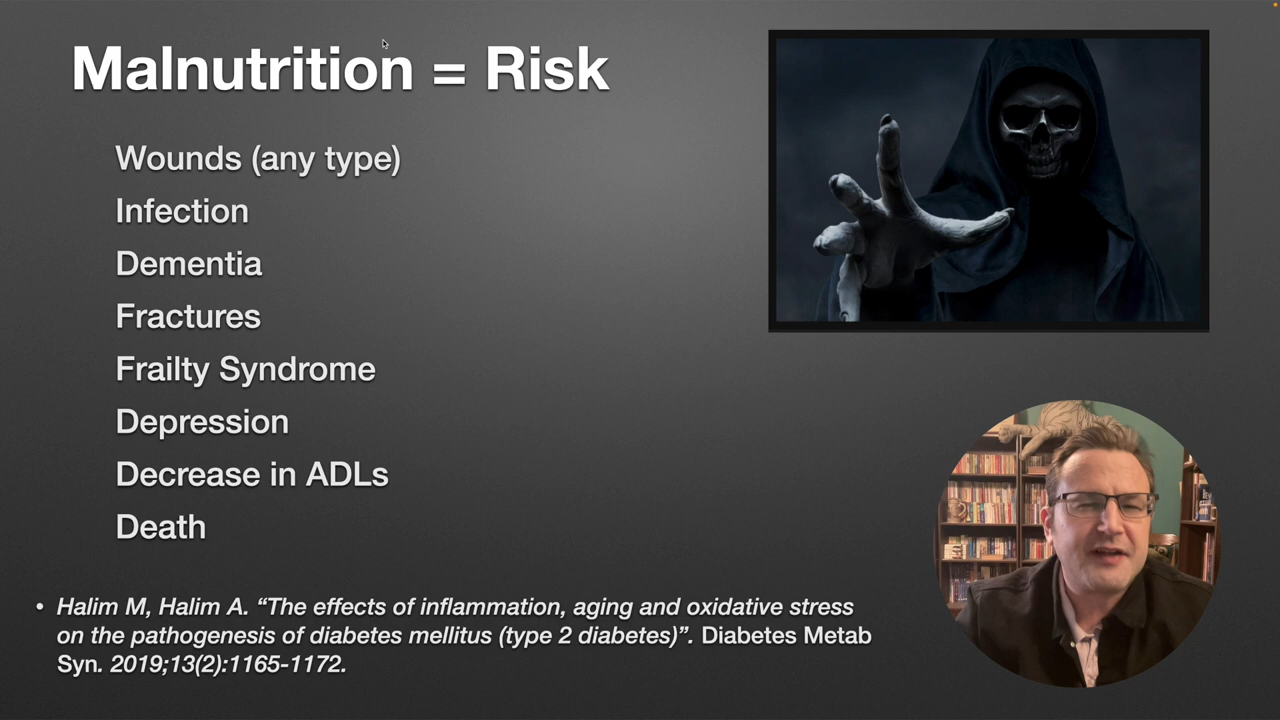 Malnutrition = Risk
Wounds (any type)
Infection
Dementia
Fractures
Frailty Syndrome
Depression
Decrease in ADLs
Death
• Halim M, Halim A. “The effects of inflammation, aging and oxidative stress
on the pathogenesis of diabetes mellitus (type 2 diabetes)”. Diabetes Metab
Syn. 2019;13(2):1165-1172.